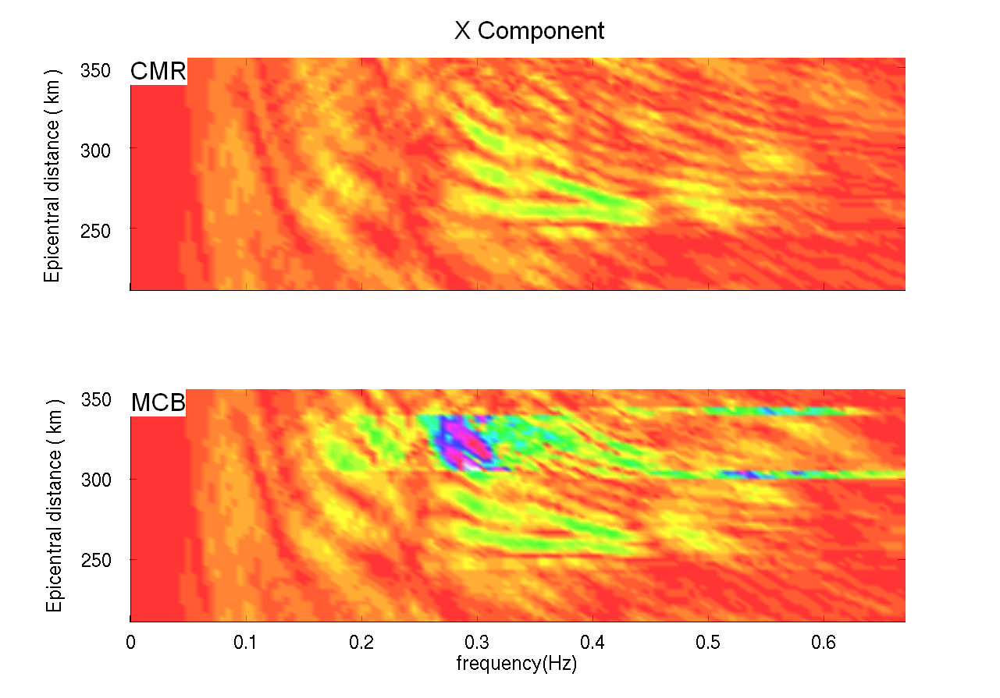 X Component
CMR
350
300
250
Epicentral distance ( km )
MCB
350
300
250
Epicentral distance ( km )
0 0.1 0.2 0.3 0.4 0.5 0.6
frequency(Hz)